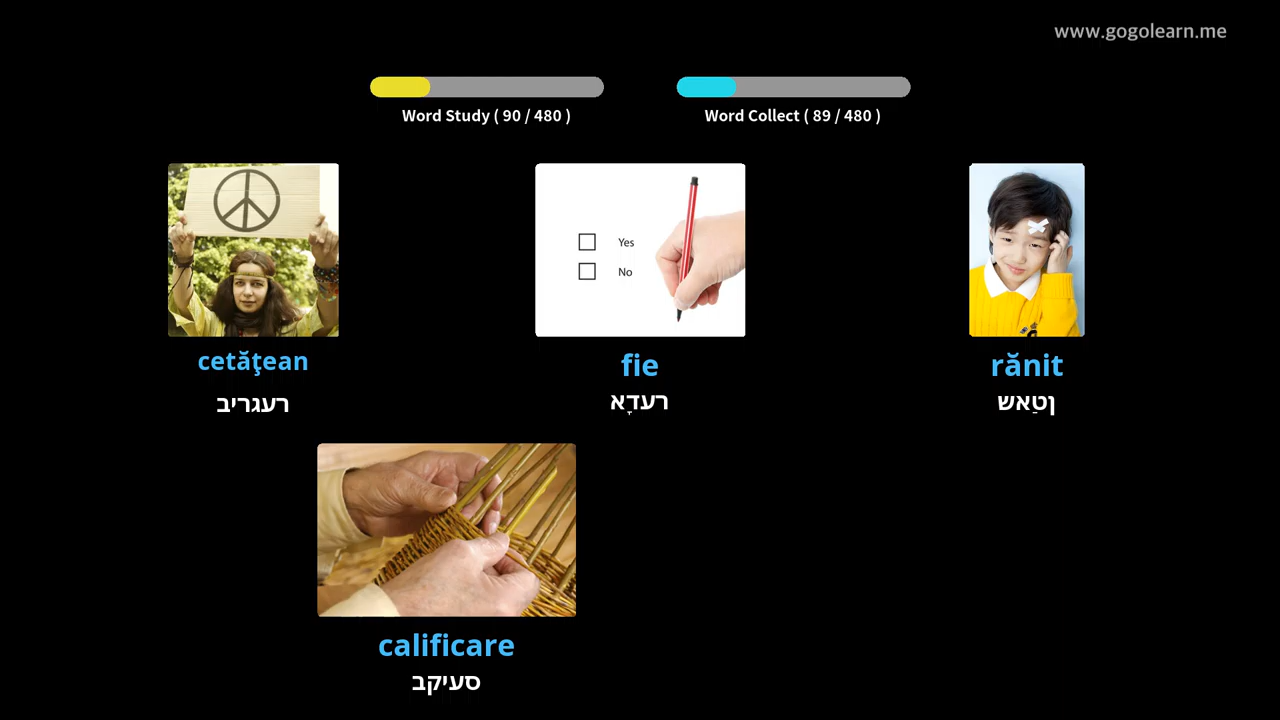 www.gogolearn.me
Word Study ( 90 / 480 )
Word Collect ( 89 / 480 )
cetăţean
רעגריב
fie
רעדָא
rănit
ןטַאש
Yes
No
calificare
סעיקב